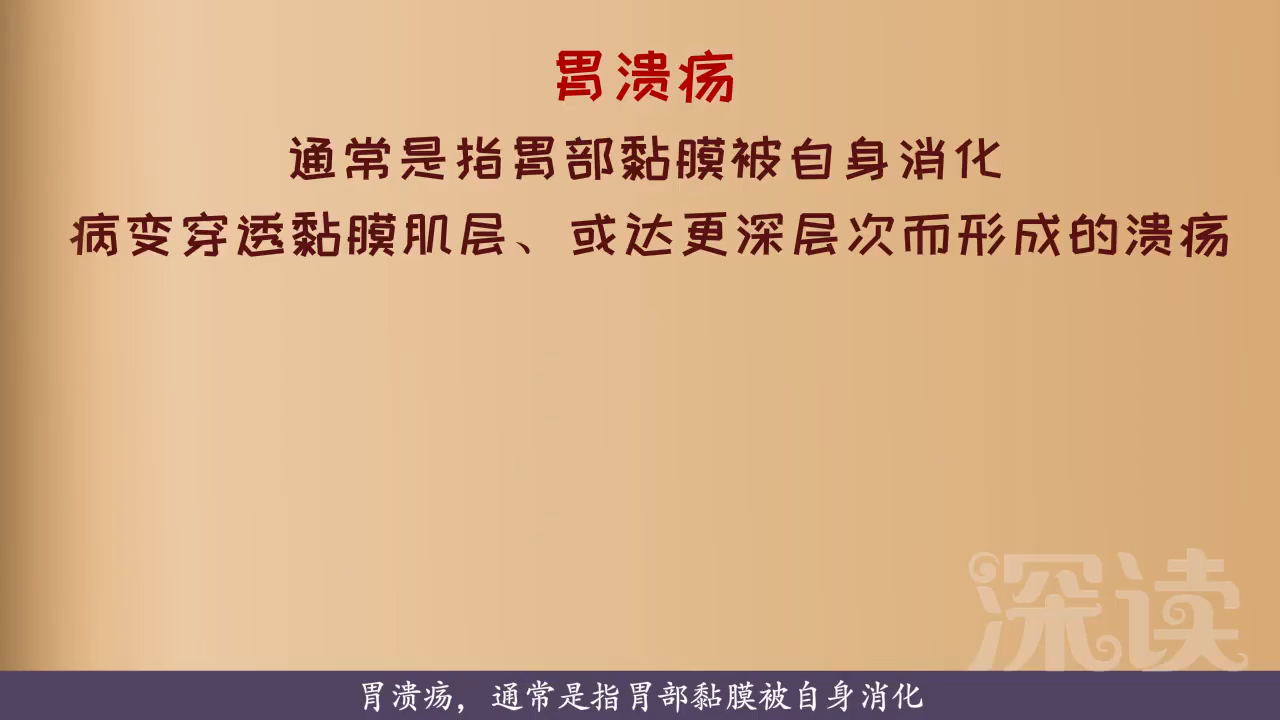 胃溃疡
通常是指胃部黏膜被自身消化
病变穿透黏膜肌层、或达更深层次而形成的溃疡
深读
胃溃疡，通常是指胃部黏膜被自身消化